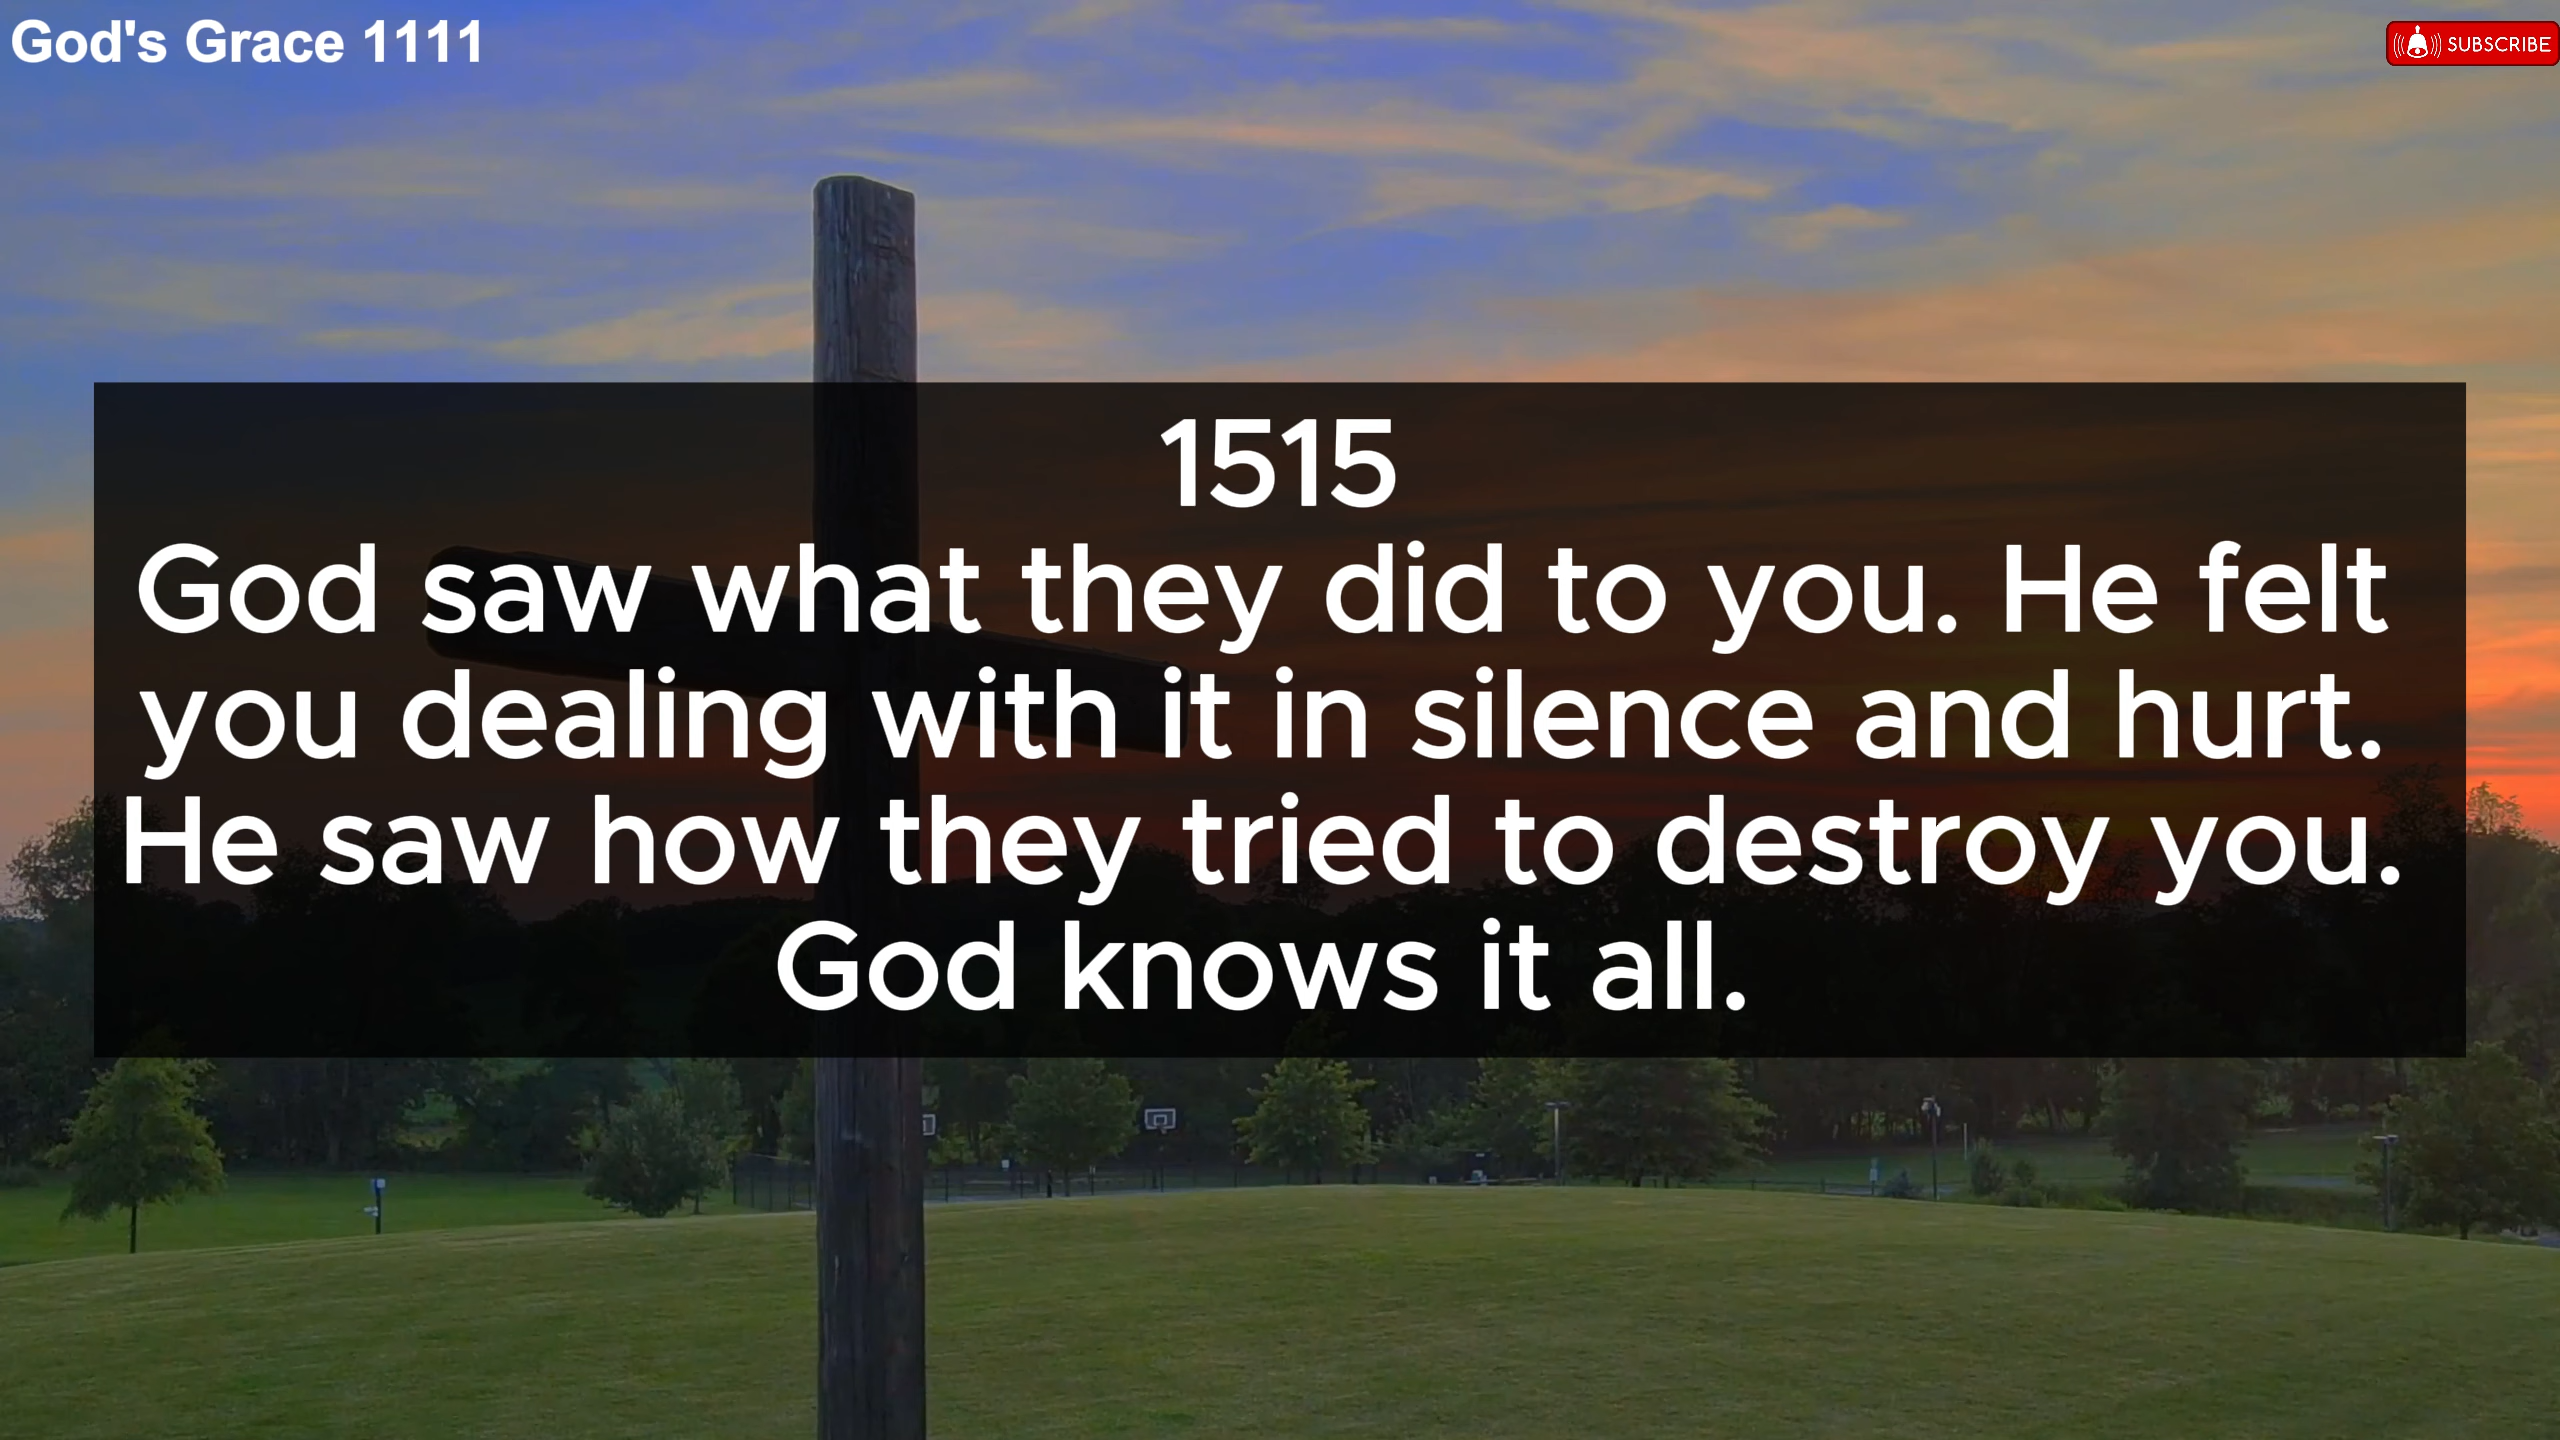 God's Grace 1111
SUBSCRIBE
1515
God saw what they did to you. He felt
you dealing with it in silence and hurt.
He saw how they tried to destroy you.
God knows it all.